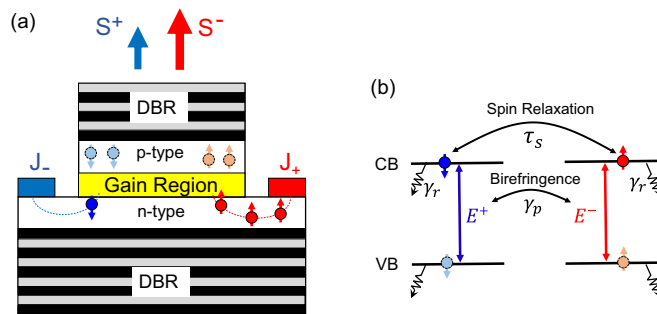 (a)
S⁺
S⁻
DBR
p-type
J₋
J₊
Gain Region
n-type
DBR
(b)
Spin Relaxation
τₛ
CB
γᵣ
Birefringence
γₚ
γᵣ
E⁺
E⁻
VB